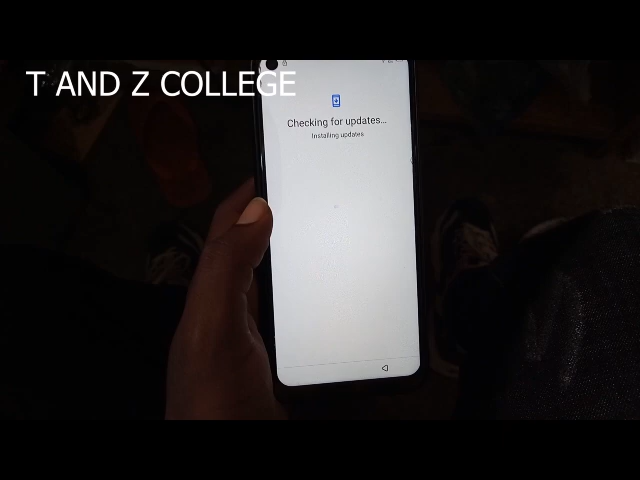 T AND Z COLLEGE
Checking for updates...
Installing updates